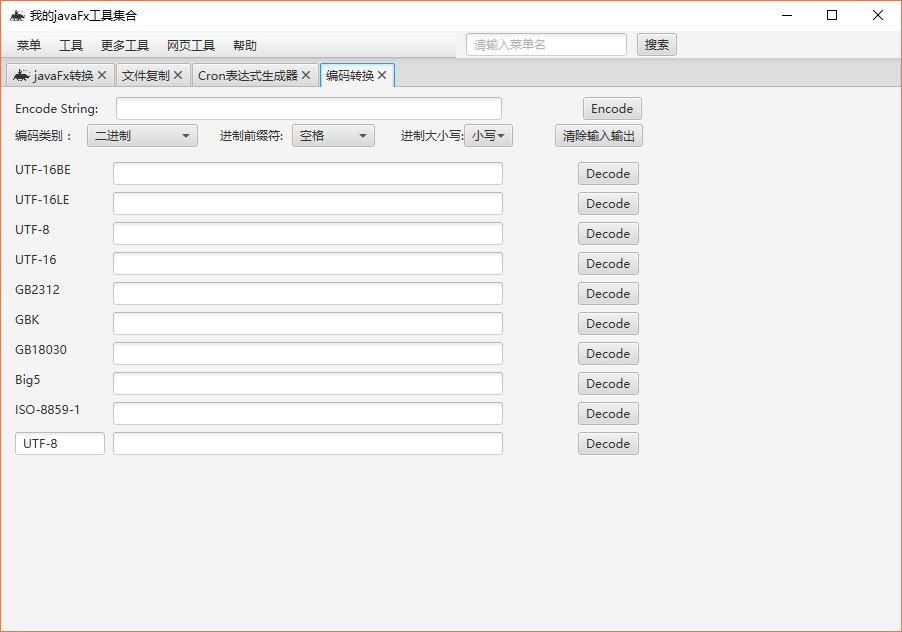 我的javaFx工具集合
菜单 工具 更多工具 网页工具 帮助 请输入菜单名 搜索
javaFx转换 文件复制 Cron表达式生成器 编码转换
Encode String: Encode
编码类别： 二进制 进制前缀符: 空格 进制大小写: 小写 清除输入输出
UTF-16BE Decode
UTF-16LE Decode
UTF-8 Decode
UTF-16 Decode
GB2312 Decode
GBK Decode
GB18030 Decode
Big5 Decode
ISO-8859-1 Decode
UTF-8 Decode